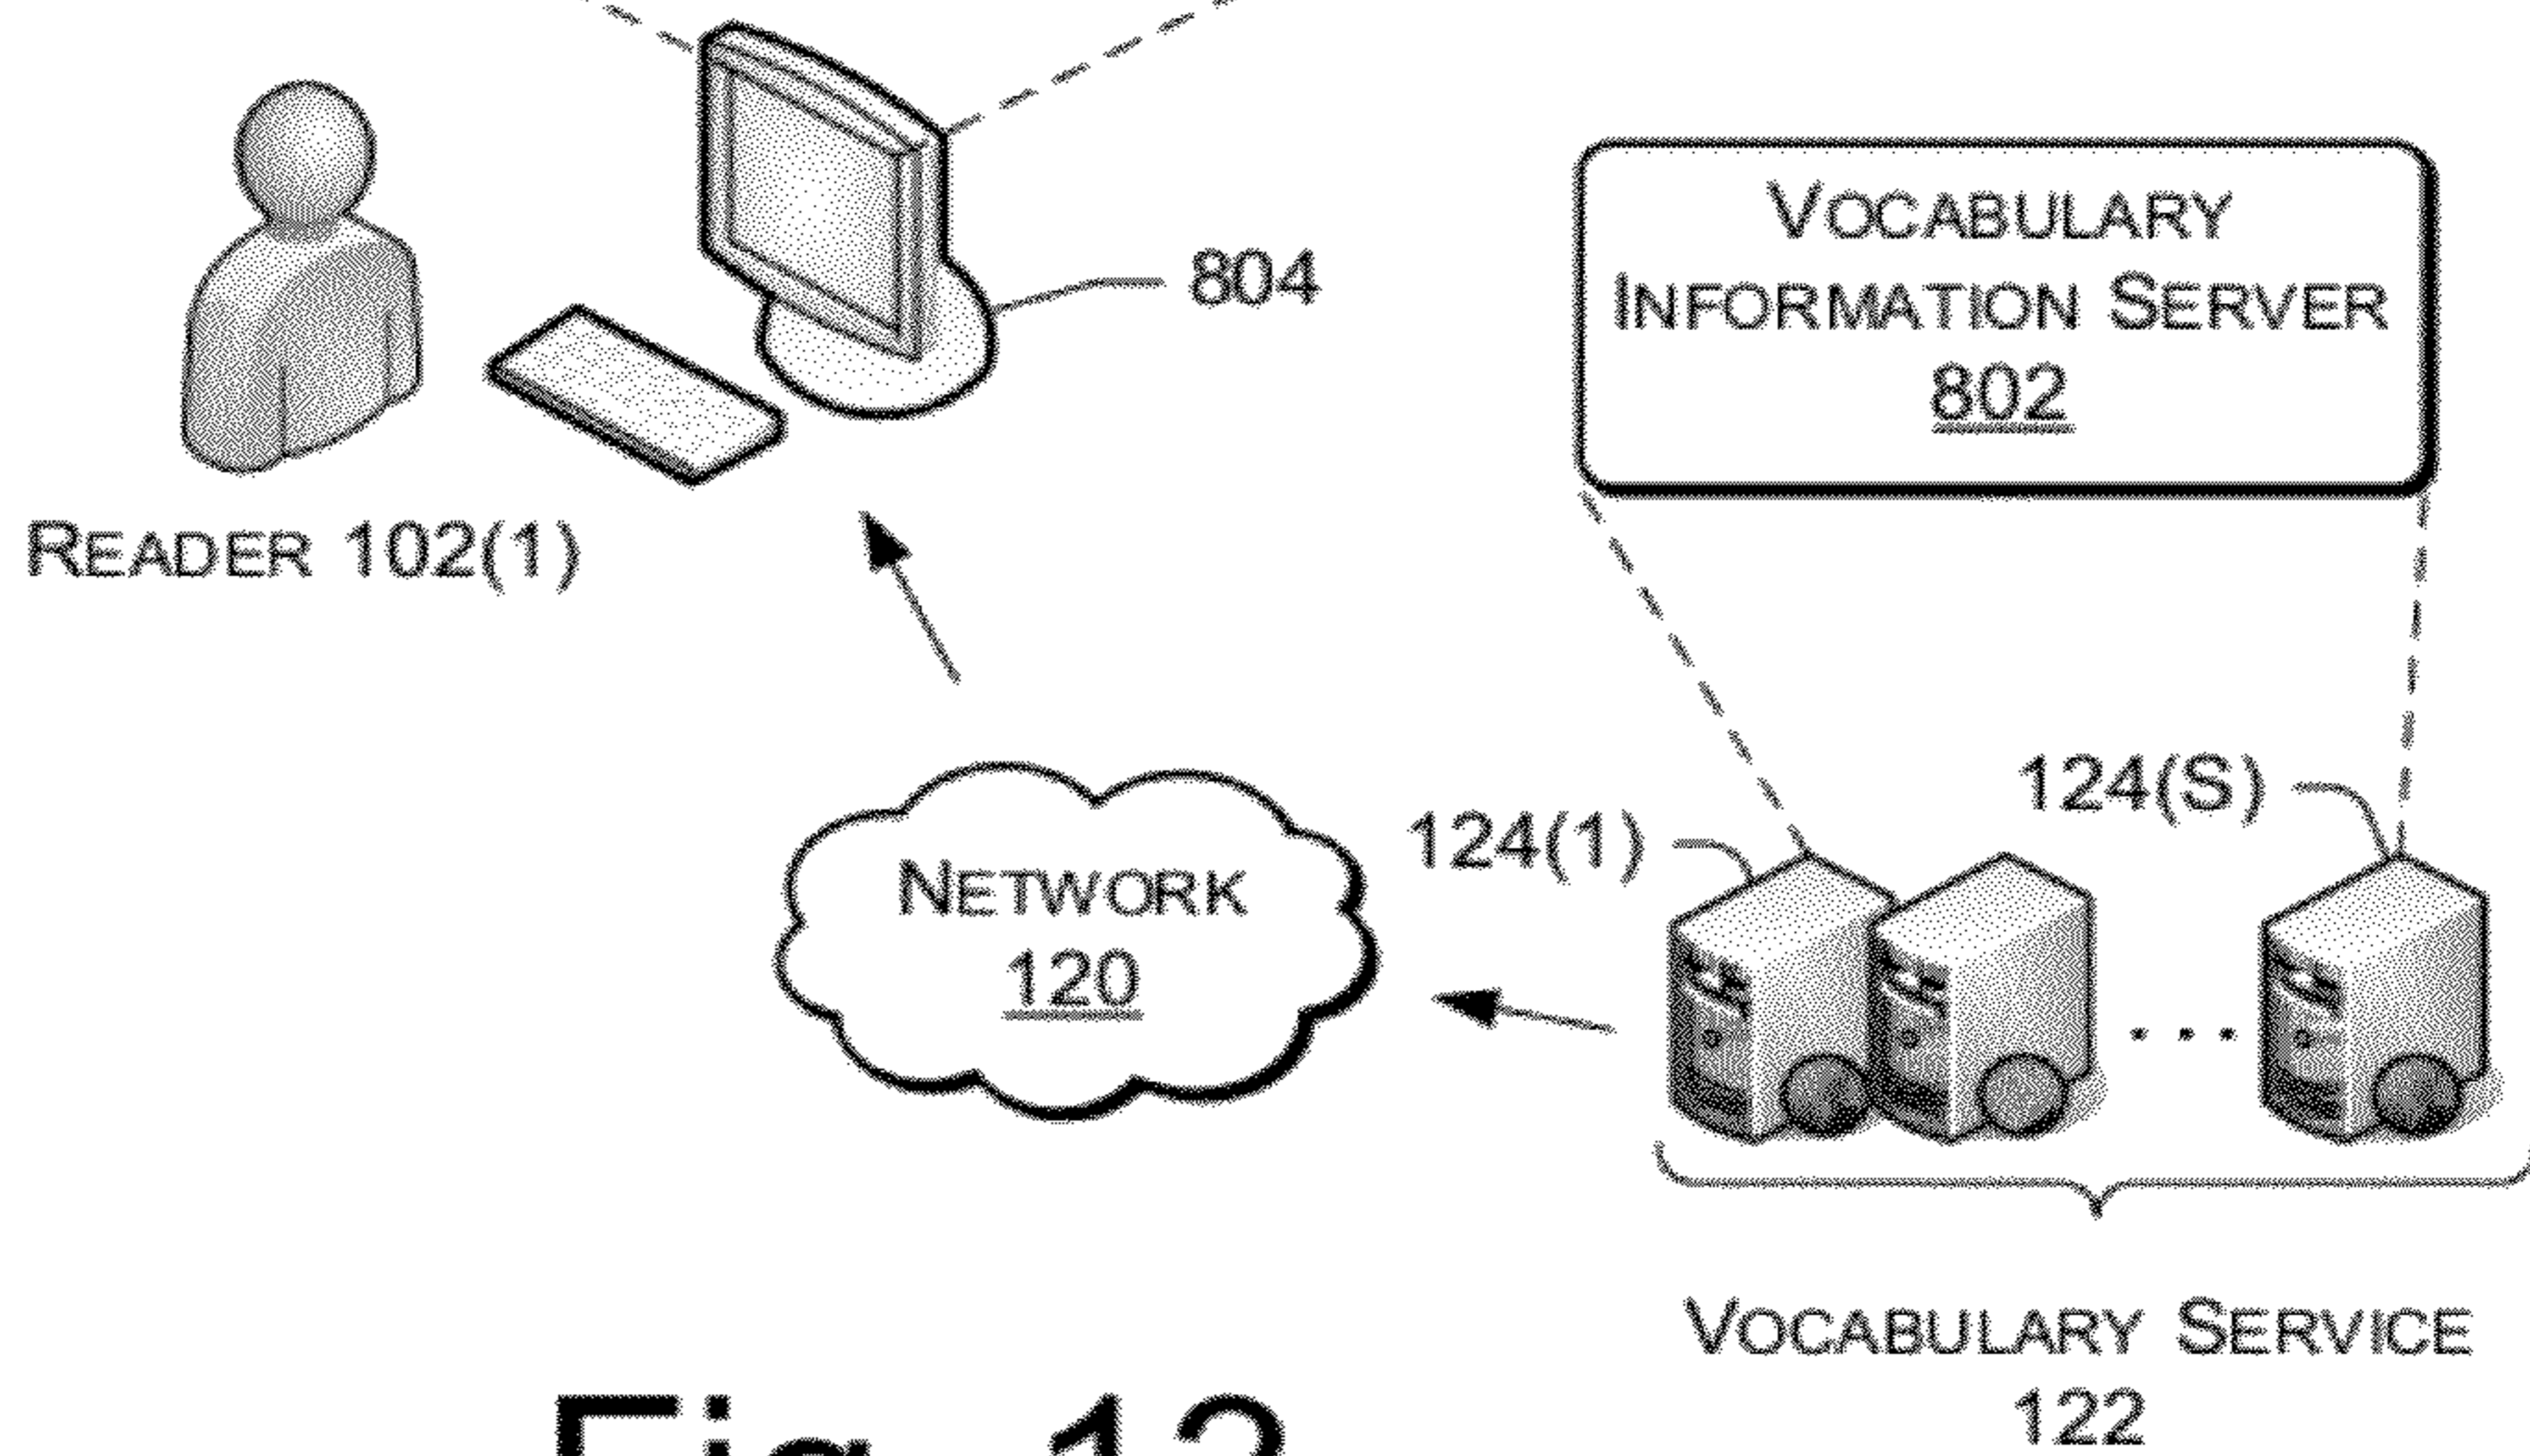 804
VOCABULARY
INFORMATION SERVER
802
READER 102(1)
124(S)
124(1)
NETWORK
120
VOCABULARY SERVICE
122